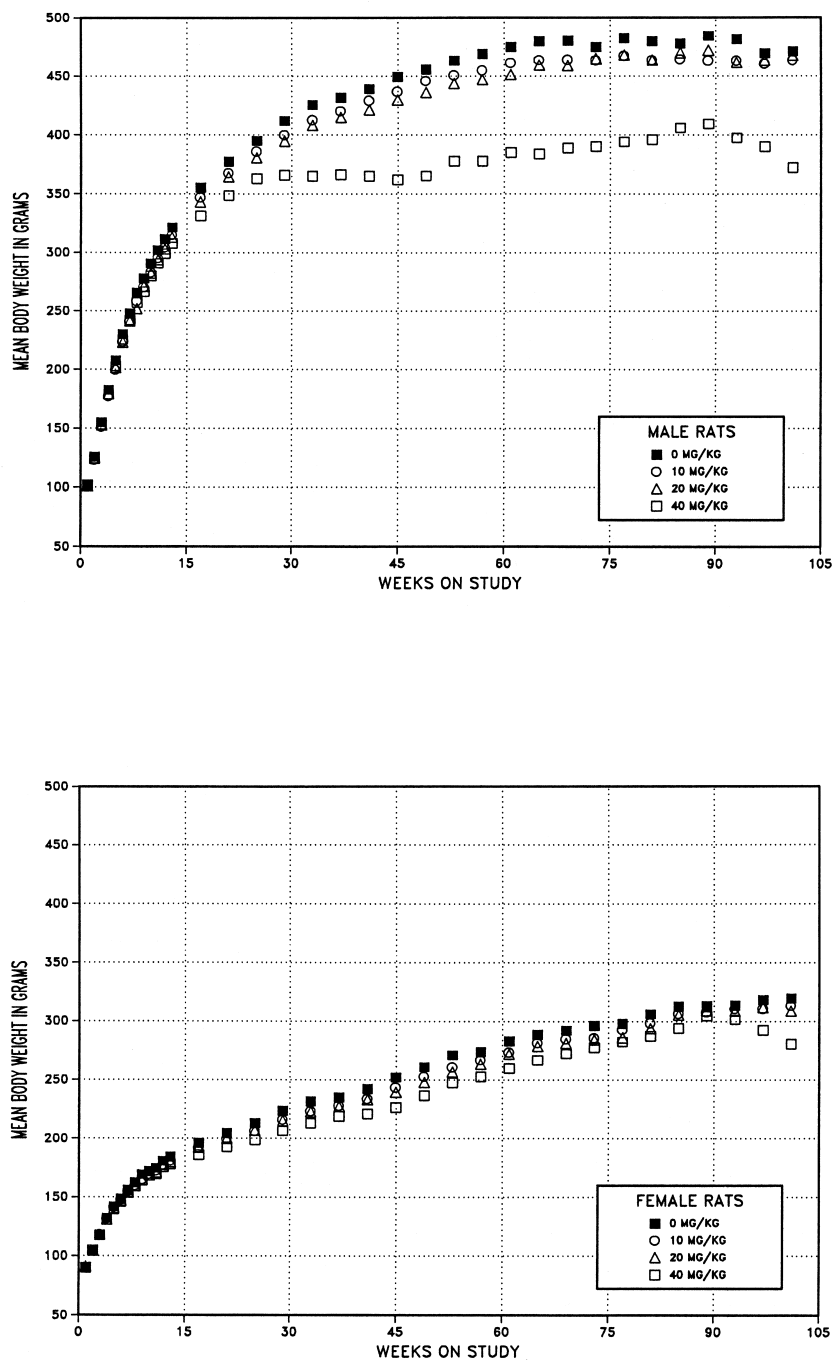 500
450
400
350
300
250
200
150
100
50
MEAN BODY WEIGHT IN GRAMS
MALE RATS
0 MG/KG
10 MG/KG
20 MG/KG
40 MG/KG
0 15 30 45 60 75 90 105
WEEKS ON STUDY
500
450
400
350
300
250
200
150
100
50
MEAN BODY WEIGHT IN GRAMS
FEMALE RATS
0 MG/KG
10 MG/KG
20 MG/KG
40 MG/KG
0 15 30 45 60 75 90 105
WEEKS ON STUDY